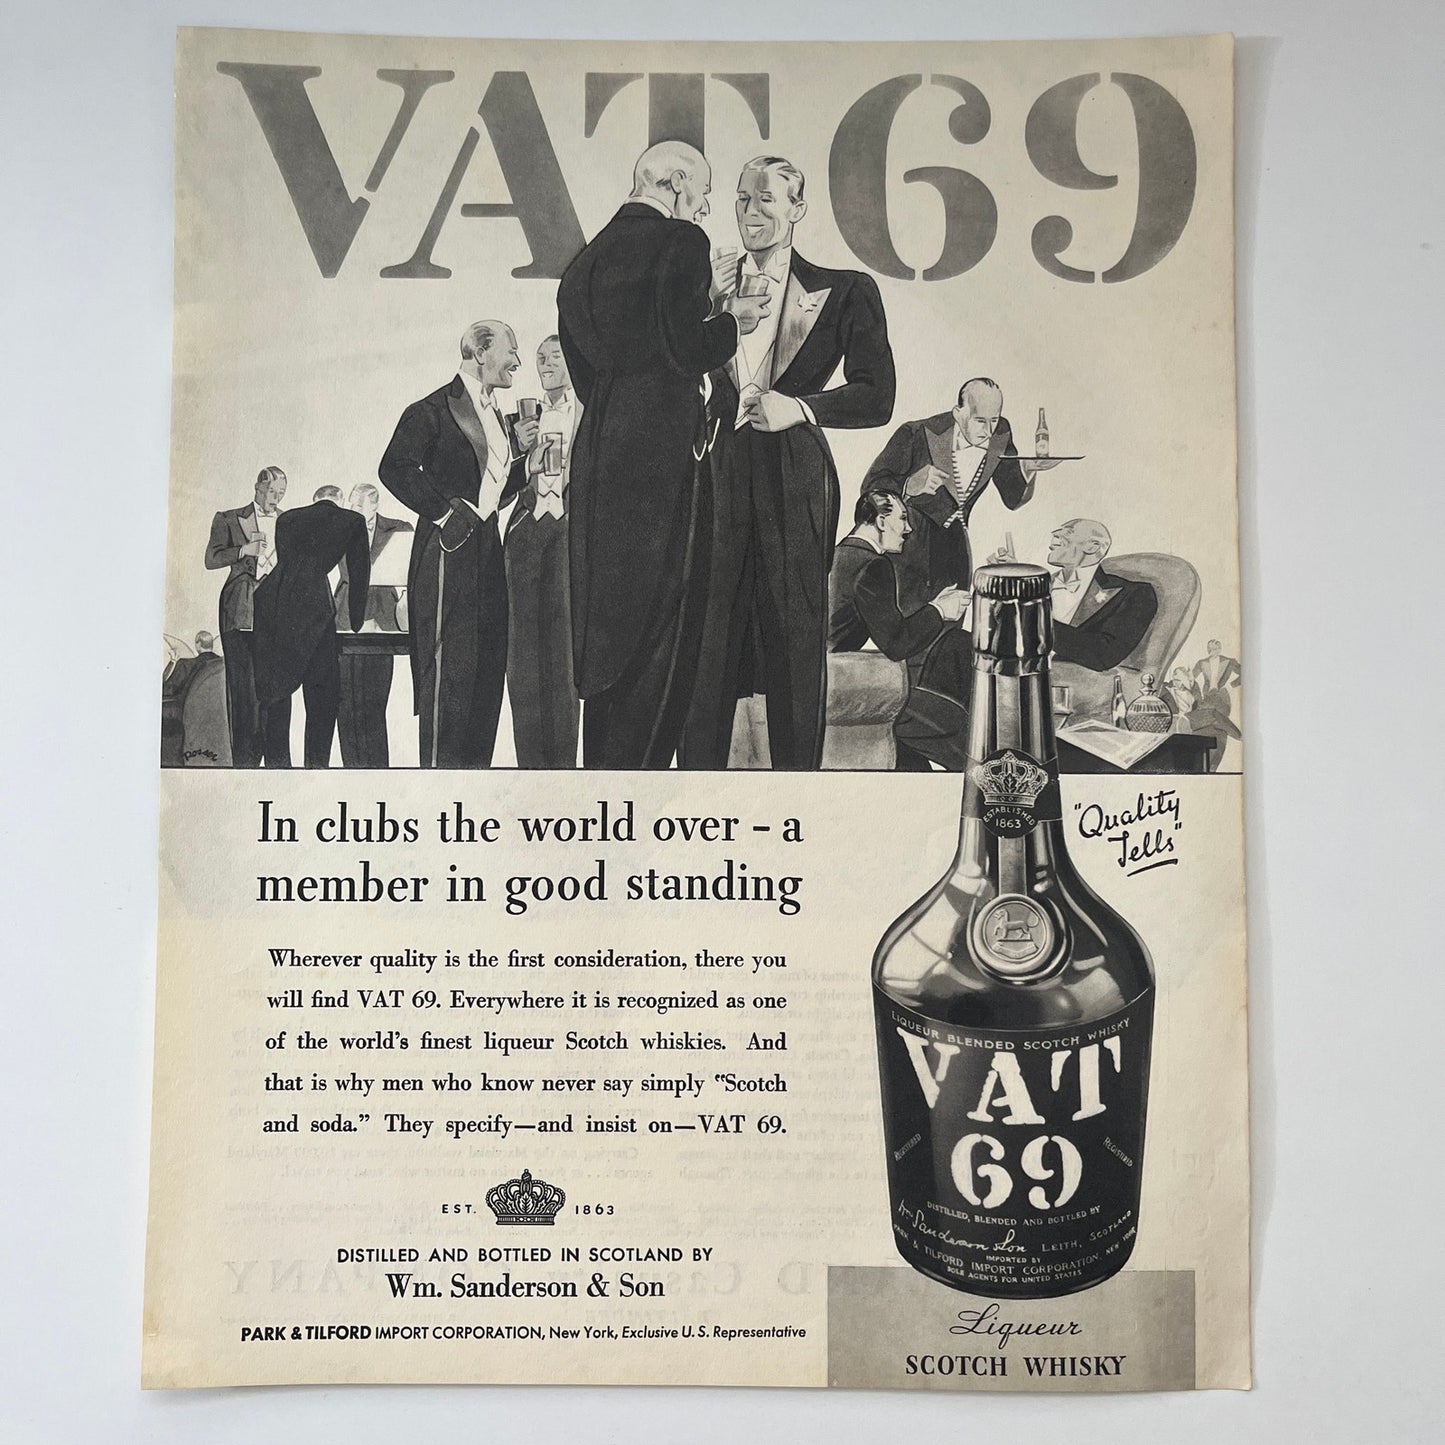 VAT 69
In clubs the world over - a
member in good standing
Wherever quality is the first consideration, there you
will find VAT 69. Everywhere it is recognized as one
of the world's finest liqueur Scotch whiskies. And
that is why men who know never say simply "Scotch
and soda." They specify—and insist on—VAT 69.
EST. 1863
DISTILLED AND BOTTLED IN SCOTLAND BY
Wm. Sanderson & Son
PARK & TILFORD IMPORT CORPORATION, New York, Exclusive U. S. Representative
"Quality
Tells"
ESTABLISHED
1863
LIQUEUR BLENDED SCOTCH WHISKY
VAT
69
REGISTERED
REGISTERED
DISTILLED, BLENDED AND BOTTLED BY
Wm Sanderson & Son LEITH, SCOTLAND
IMPORTED BY
PARK & TILFORD IMPORT CORPORATION, NEW YORK
SOLE AGENTS FOR UNITED STATES
Liqueur
SCOTCH WHISKY